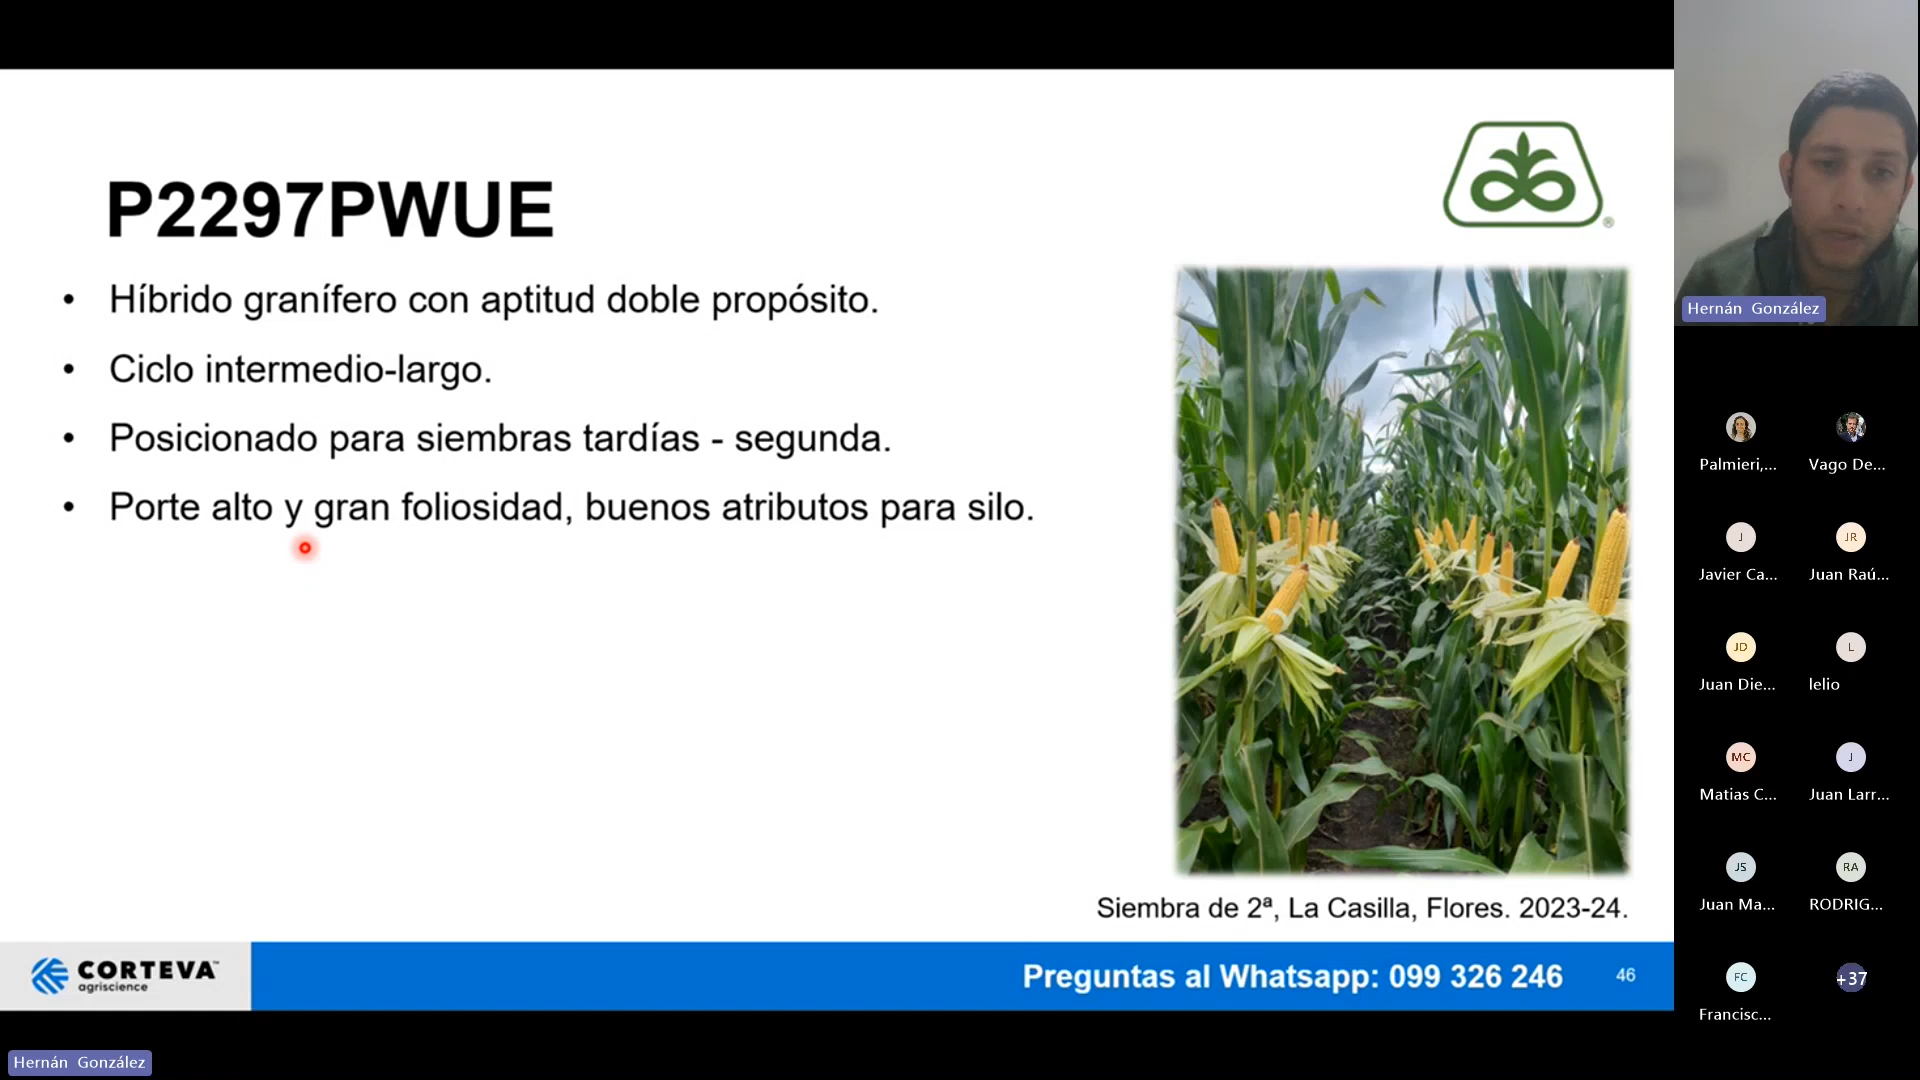 P2297PWUE
• Híbrido granífero con aptitud doble propósito.
• Ciclo intermedio-largo.
• Posicionado para siembras tardías - segunda.
• Porte alto y gran foliosidad, buenos atributos para silo.
®
Siembra de 2ª, La Casilla, Flores. 2023-24.
CORTEVA™
agriscience
Preguntas al Whatsapp: 099 326 246
46
Hernán González
Hernán González
Palmieri,...
Vago De...
J
JR
Javier Ca...
Juan Raú...
JD
L
Juan Die...
lelio
MC
J
Matias C...
Juan Larr...
JS
RA
Juan Ma...
RODRIG...
FC
+37
Francisc...